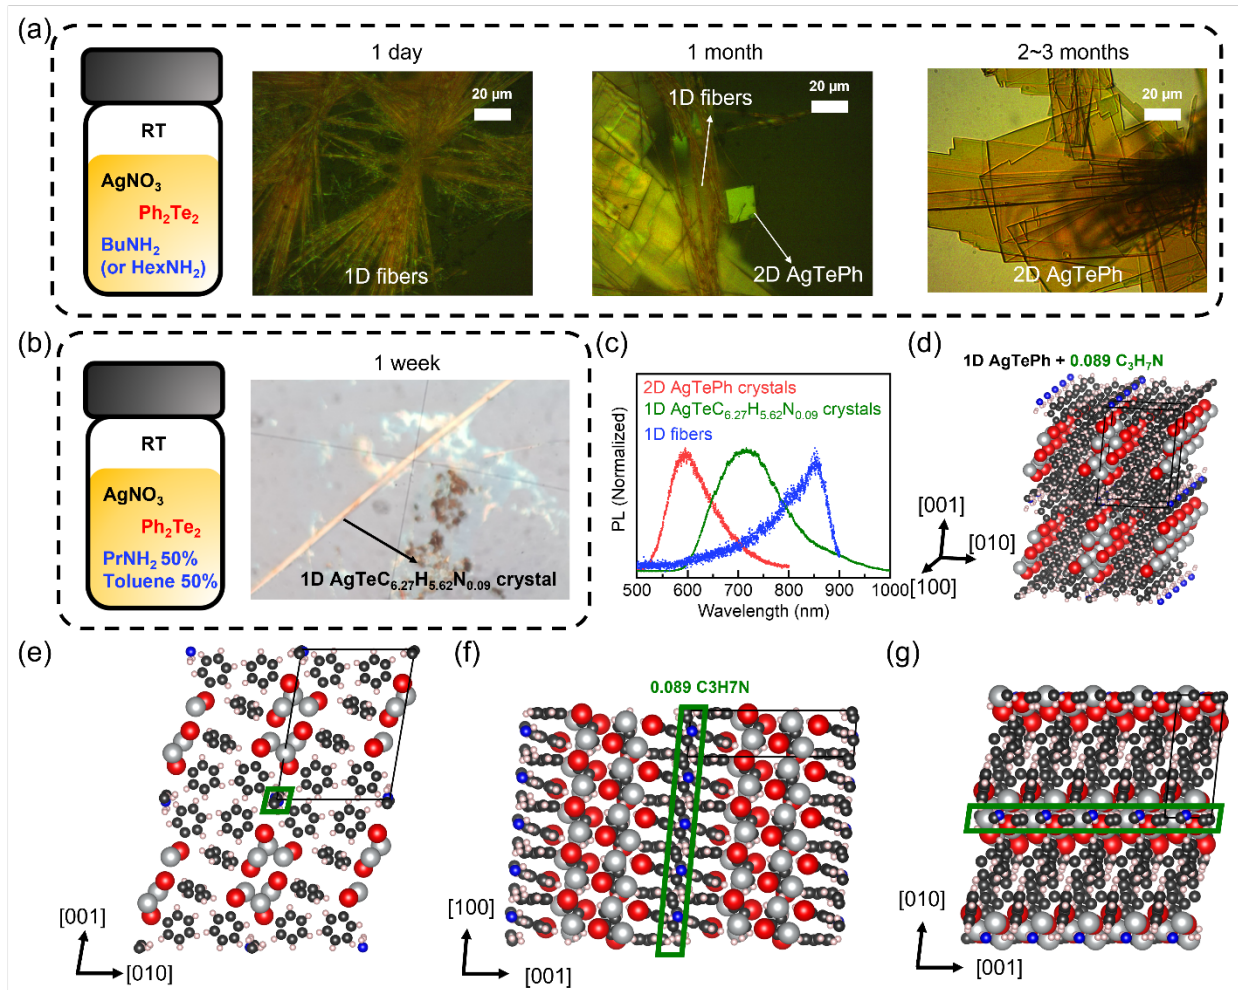 (a)
1 day
1 month
2~3 months
RT
AgNO3
Ph2Te2
BuNH2
(or HexNH2)
20 µm
1D fibers
20 µm
1D fibers
2D AgTePh
20 µm
2D AgTePh
(b)
1 week
RT
AgNO3
Ph2Te2
PrNH2 50%
Toluene 50%
1D AgTeC6.27H5.62N0.09 crystal
(c)
2D AgTePh crystals
1D AgTeC6.27H5.62N0.09 crystals
1D fibers
PL (Normalized)
500 600 700 800 900 1000
Wavelength (nm)
(d)
1D AgTePh + 0.089 C3H7N
[001]
[010]
[100]
(e)
[001]
[010]
(f)
0.089 C3H7N
[100]
[001]
(g)
[010]
[001]